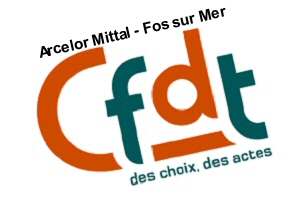 Arcelor Mittal - Fos sur Mer
Cfdt
des choix, des actes